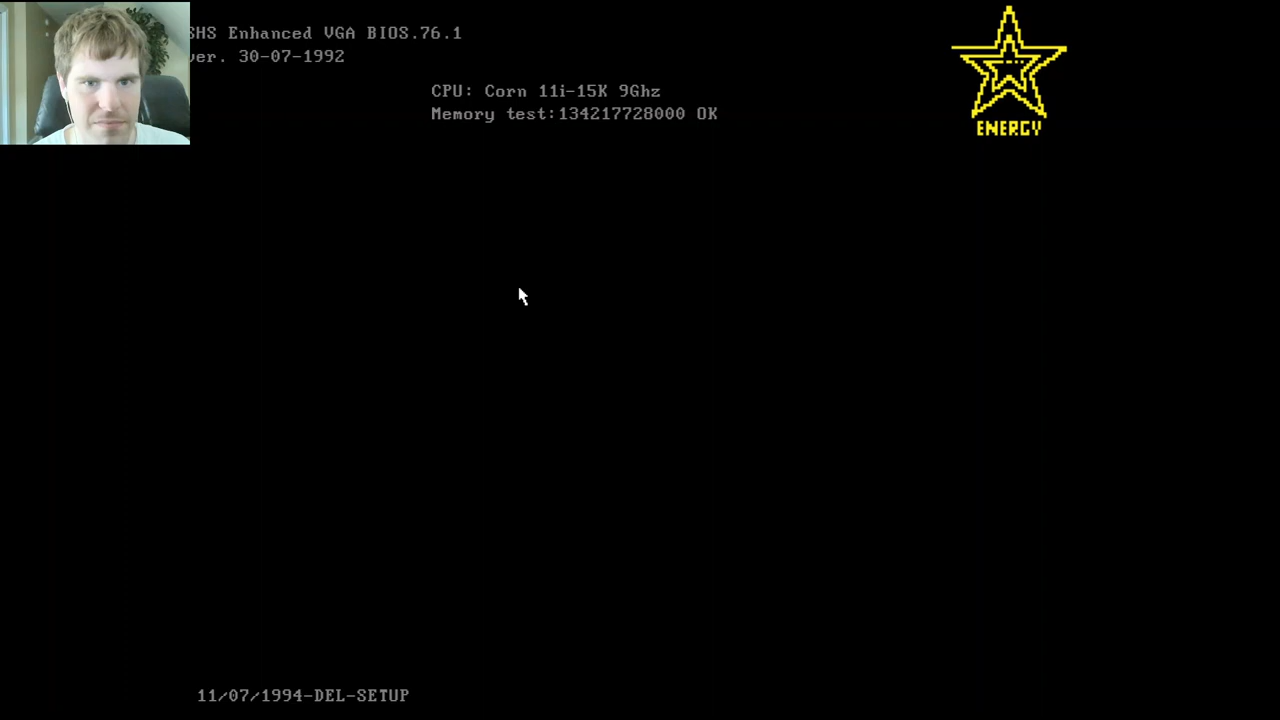 SHS Enhanced VGA BIOS.76.1
ver. 30-07-1992
CPU: Corn 11i-15K 9Ghz
Memory test:134217728000 OK
ENERGY
11/07/1994-DEL-SETUP